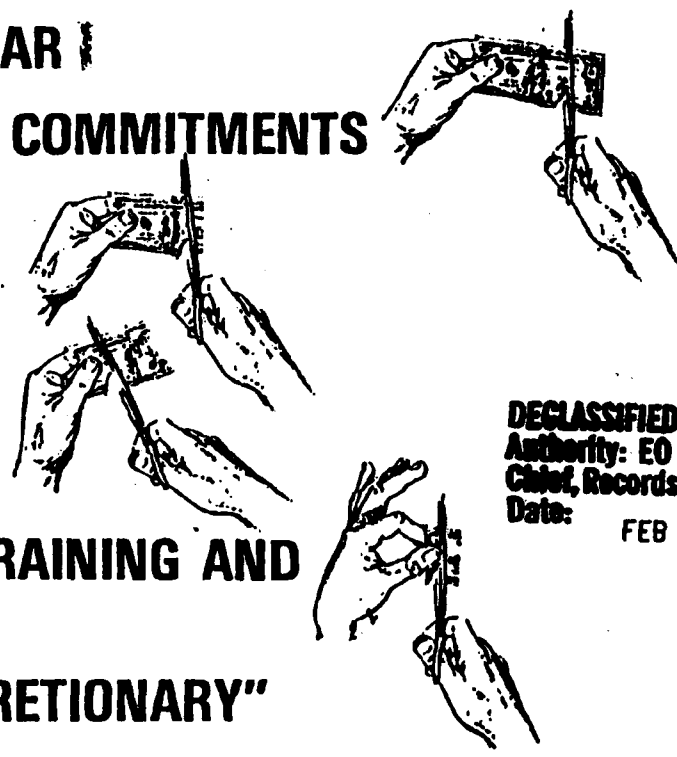 AR
COMMITMENTS
DECLASSIFIED
Authority: EO
Chief, Records
Date: FEB
RAINING AND
RETIONARY”